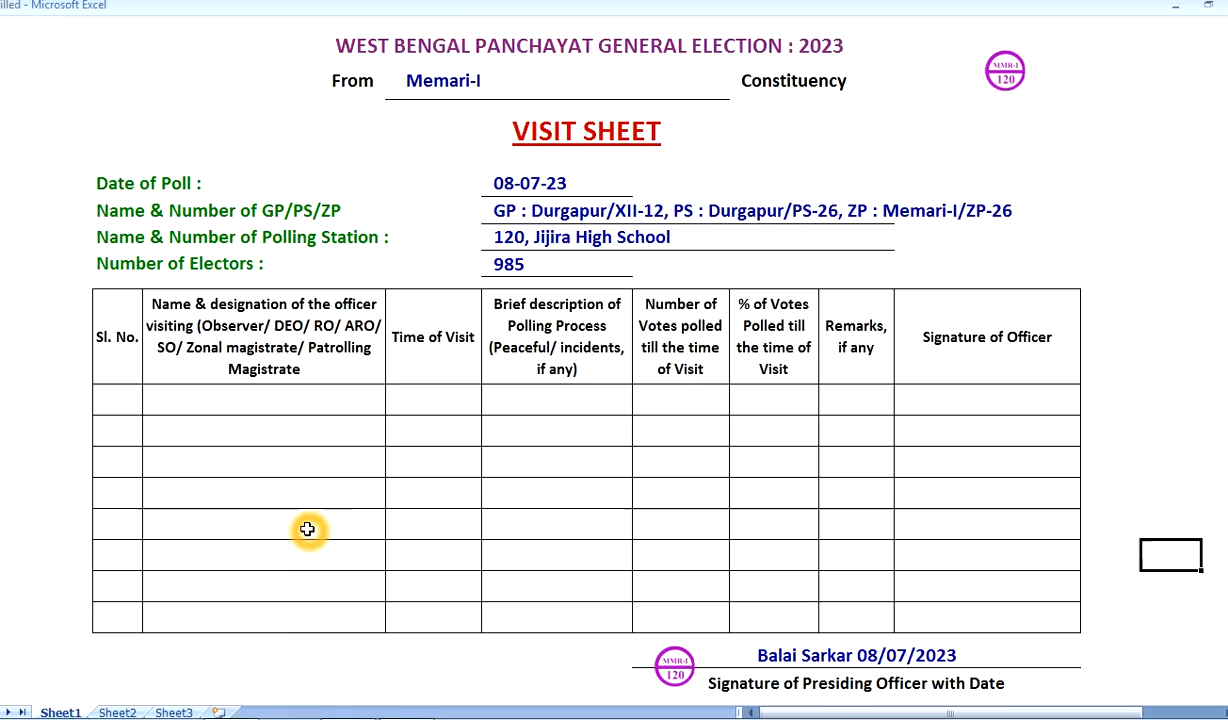 illed - Microsoft Excel
WEST BENGAL PANCHAYAT GENERAL ELECTION : 2023
From Memari-I Constituency
MMR-I
120
VISIT SHEET
Date of Poll : 08-07-23
Name & Number of GP/PS/ZP GP : Durgapur/XII-12, PS : Durgapur/PS-26, ZP : Memari-I/ZP-26
Name & Number of Polling Station : 120, Jijira High School
Number of Electors : 985
Sl. No.
Name & designation of the officer
visiting (Observer/ DEO/ RO/ ARO/
SO/ Zonal magistrate/ Patrolling
Magistrate
Time of Visit
Brief description of
Polling Process
(Peaceful/ incidents,
if any)
Number of
Votes polled
till the time
of Visit
% of Votes
Polled till
the time of
Visit
Remarks,
if any
Signature of Officer
MMR-I
120
Balai Sarkar 08/07/2023
Signature of Presiding Officer with Date
Sheet1 Sheet2 Sheet3